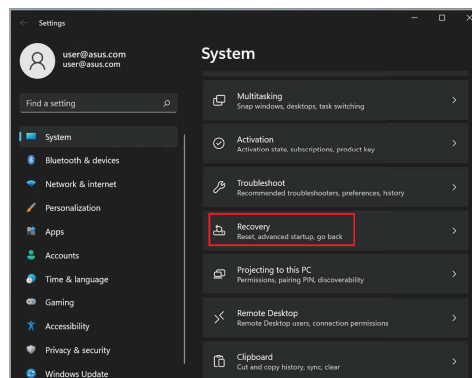 Settings
user@asus.com
user@asus.com
Find a setting
System
Bluetooth & devices
Network & internet
Personalization
Apps
Accounts
Time & language
Gaming
Accessibility
Privacy & security
Windows Update
System
Multitasking
Snap windows, desktops, task switching
Activation
Activation state, subscriptions, product key
Troubleshoot
Recommended troubleshooters, preferences, history
Recovery
Reset, advanced startup, go back
Projecting to this PC
Permissions, pairing PIN, discoverability
Remote Desktop
Remote Desktop users, connection permissions
Clipboard
Cut and copy history, sync, clear